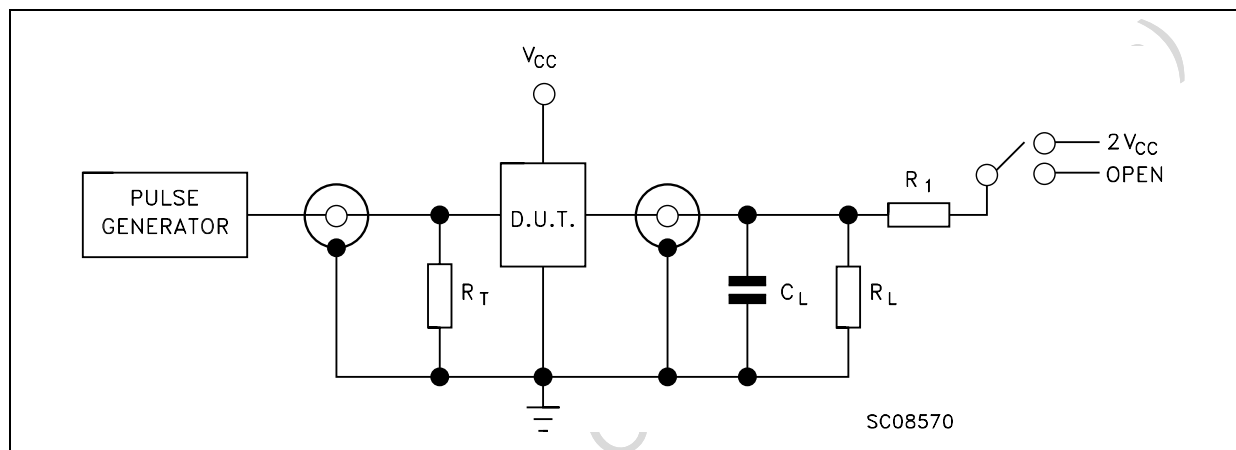 VCC
2VCC
OPEN
R1
PULSE
GENERATOR
D.U.T.
RT
CL
RL
SC08570